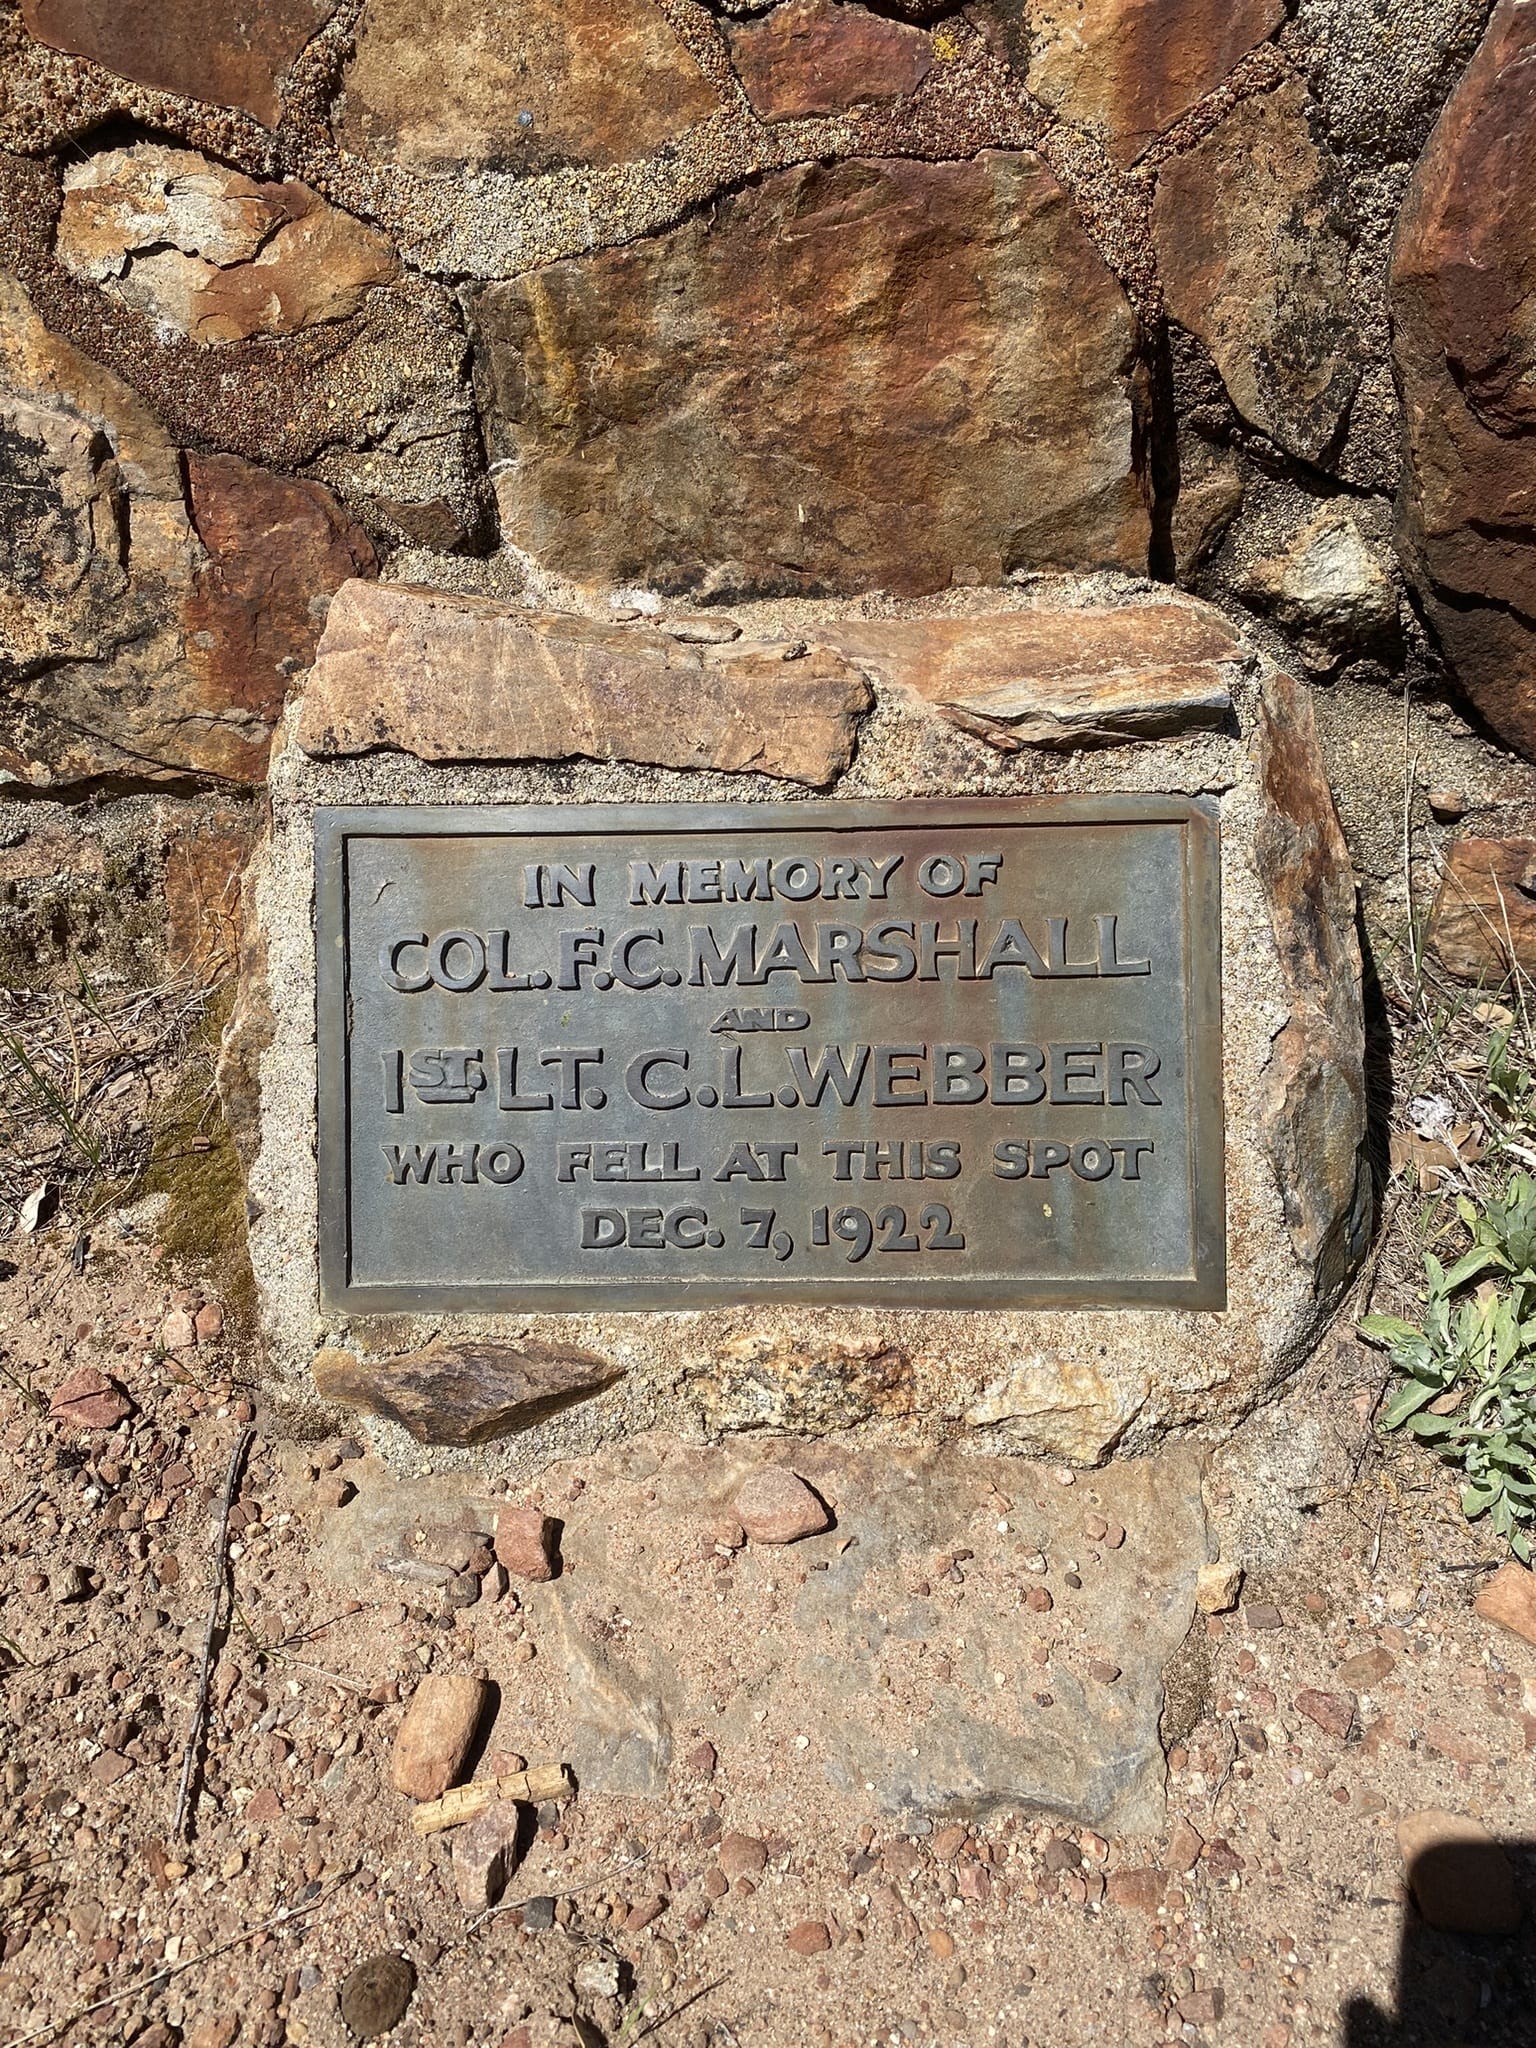 IN MEMORY OF
COL. F.C. MARSHALL
AND
1ST. LT. C.L. WEBBER
WHO FELL AT THIS SPOT
DEC. 7, 1922